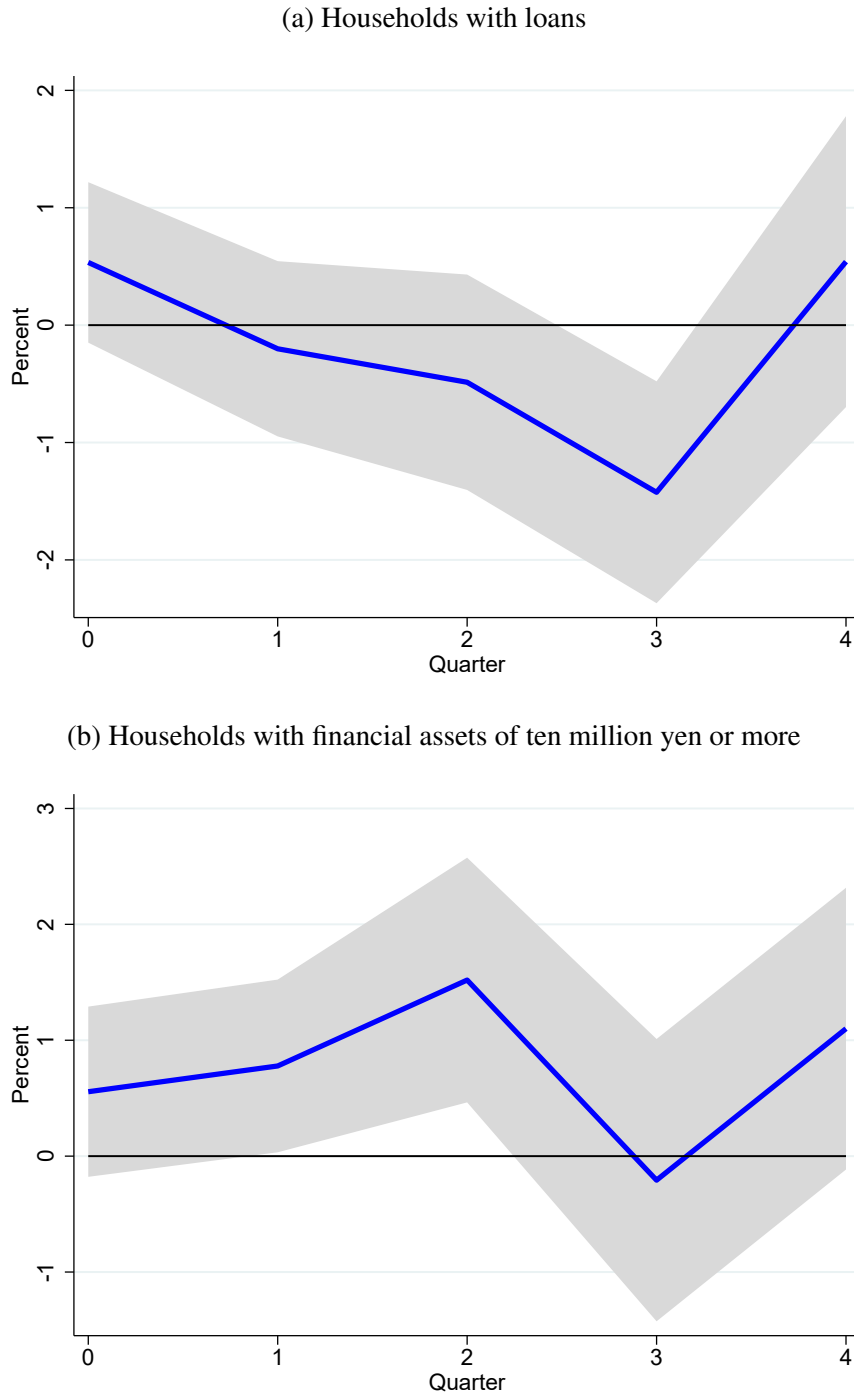 (a) Households with loans
2
1
0
-1
-2
Percent
0 1 2 3 4
Quarter
(b) Households with financial assets of ten million yen or more
3
2
1
0
-1
Percent
0 1 2 3 4
Quarter